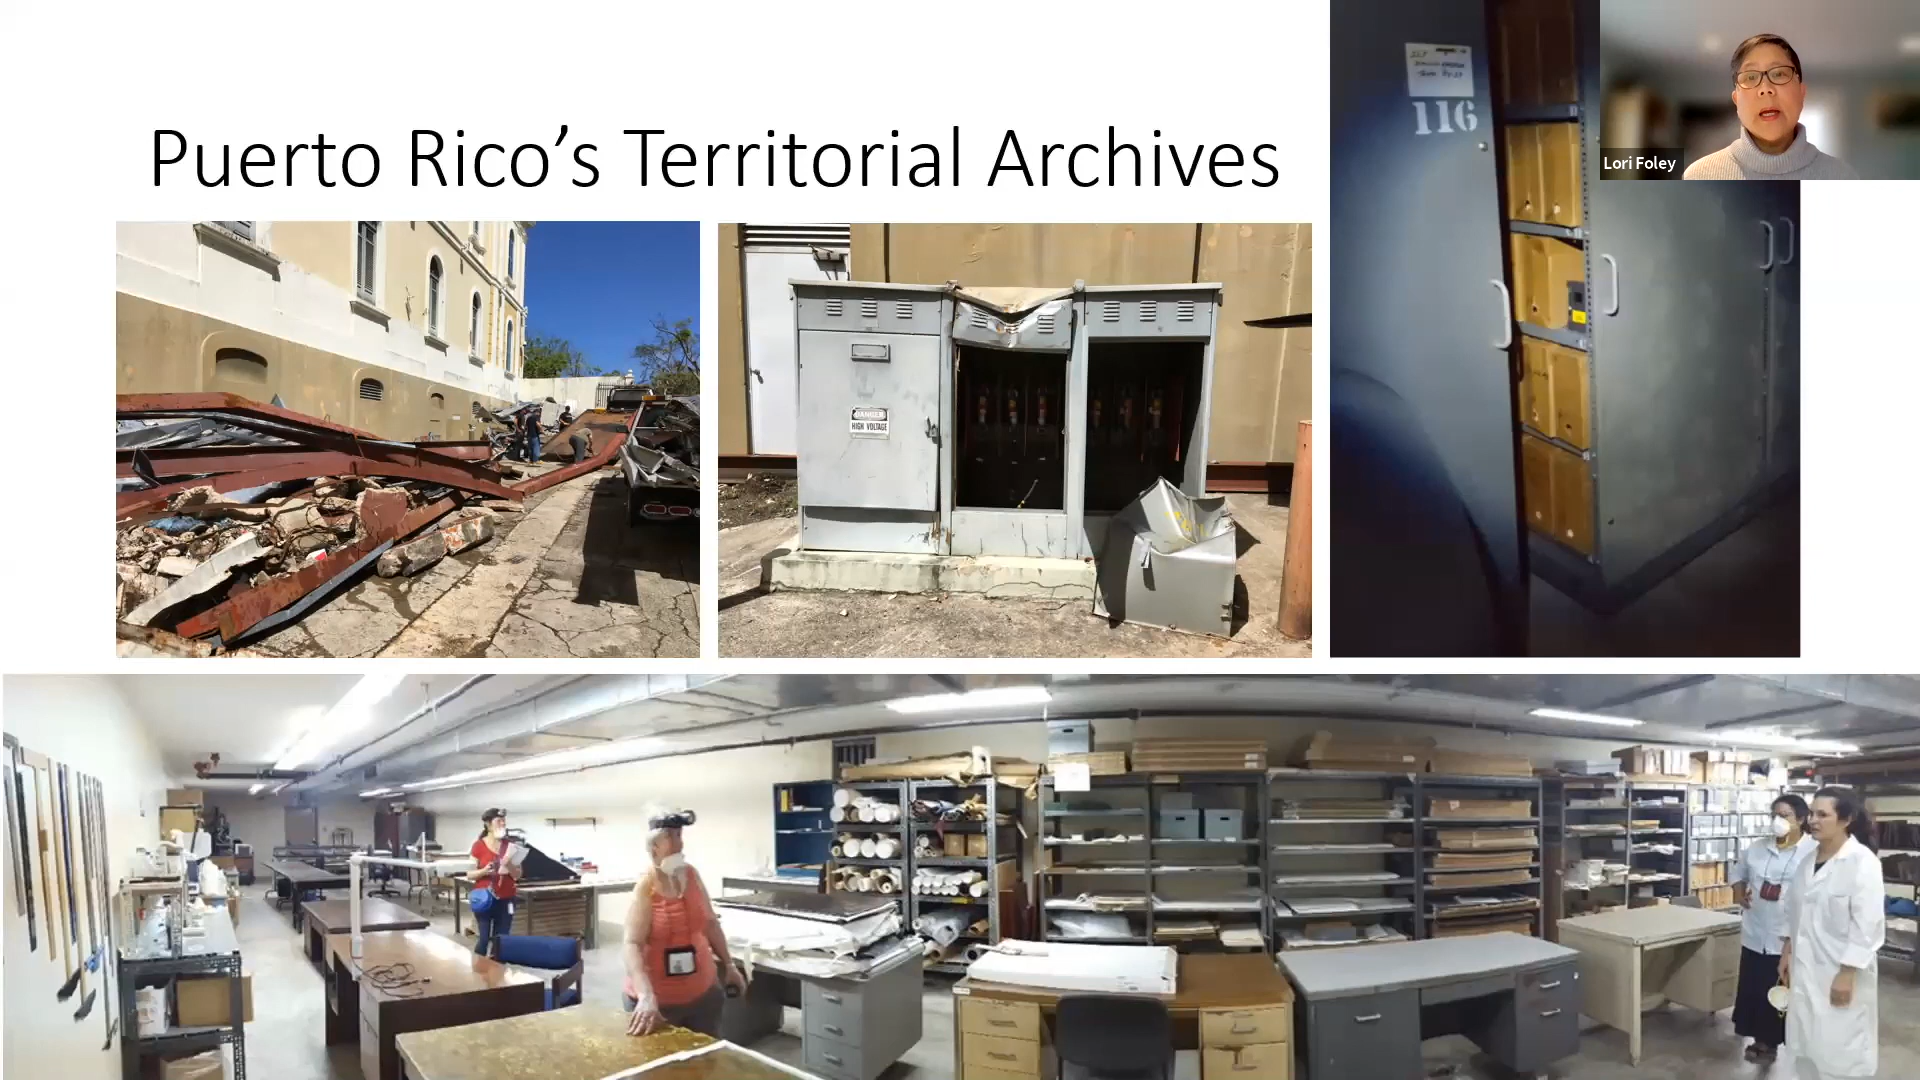 Puerto Rico’s Territorial Archives
Lori Foley
116
DANGER
HIGH VOLTAGE